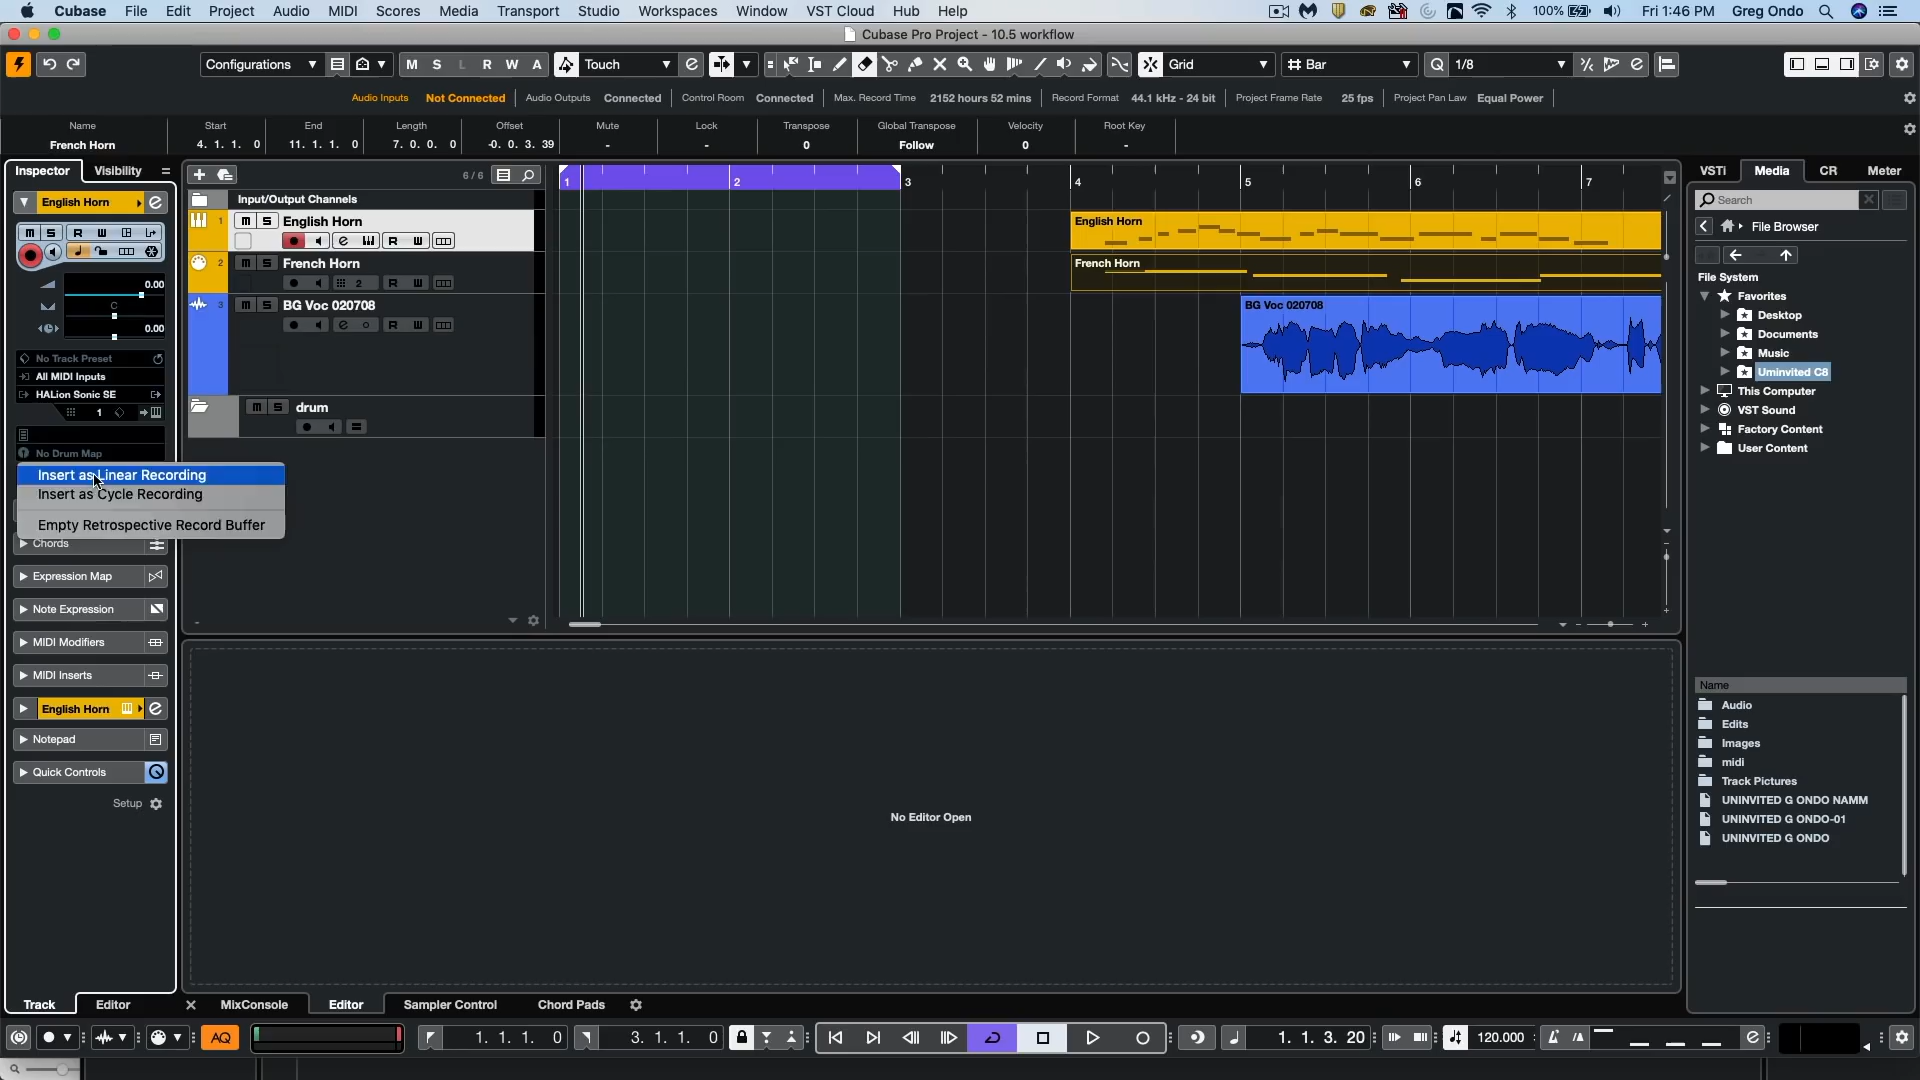 Cubase File Edit Project Audio MIDI Scores Media Transport Studio Workspaces Window VST Cloud Hub Help 100% Fri 1:46 PM Greg Ondo
Cubase Pro Project - 10.5 workflow
Configurations M S L R W A Touch Grid Bar Q 1/8
Audio Inputs Not Connected Audio Outputs Connected Control Room Connected Max. Record Time 2152 hours 52 mins Record Format 44.1 kHz - 24 bit Project Frame Rate 25 fps Project Pan Law Equal Power
Name Start End Length Offset Mute Lock Transpose Global Transpose Velocity Root Key
French Horn 4. 1. 1. 0 11. 1. 1. 0 7. 0. 0. 0 -0. 0. 3. 39 - - 0 Follow 0 -
Inspector Visibility
English Horn
M S R W
0.00
C
0.00
No Track Preset
All MIDI Inputs
HALion Sonic SE
1
No Drum Map
Insert as Linear Recording
Insert as Cycle Recording
Empty Retrospective Record Buffer
Chords
Expression Map
Note Expression
MIDI Modifiers
MIDI Inserts
English Horn
Notepad
Quick Controls
Setup
6 / 6
Input/Output Channels
1 m S English Horn
R W
2 m S French Horn
2 R W
3 m S BG Voc 020708
R W
m S drum
1 2 3 4 5 6 7
English Horn
French Horn
BG Voc 020708
No Editor Open
VSTi Media CR Meter
Search
File Browser
File System
Favorites
Desktop
Documents
Music
Uminvited C8
This Computer
VST Sound
Factory Content
User Content
Name
Audio
Edits
Images
midi
Track Pictures
UNINVITED G ONDO NAMM
UNINVITED G ONDO-01
UNINVITED G ONDO
Track Editor MixConsole Editor Sampler Control Chord Pads
AQ 1. 1. 1. 0 3. 1. 1. 0 1. 1. 3. 20 120.000